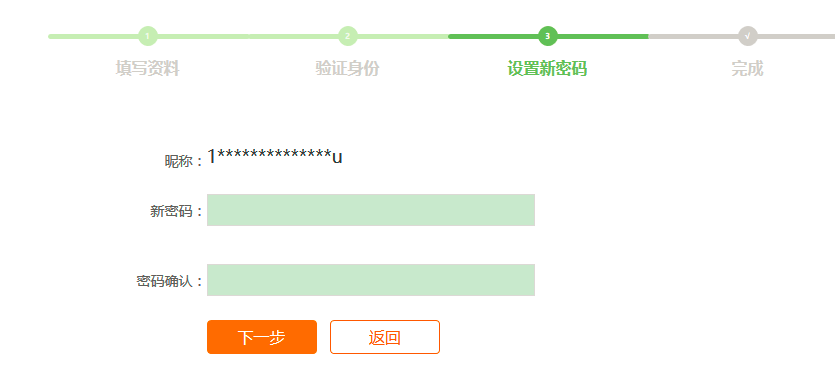 1 2 3 √
填写资料 验证身份 设置新密码 完成
昵称：1**************u
新密码：
密码确认：
下一步 返回